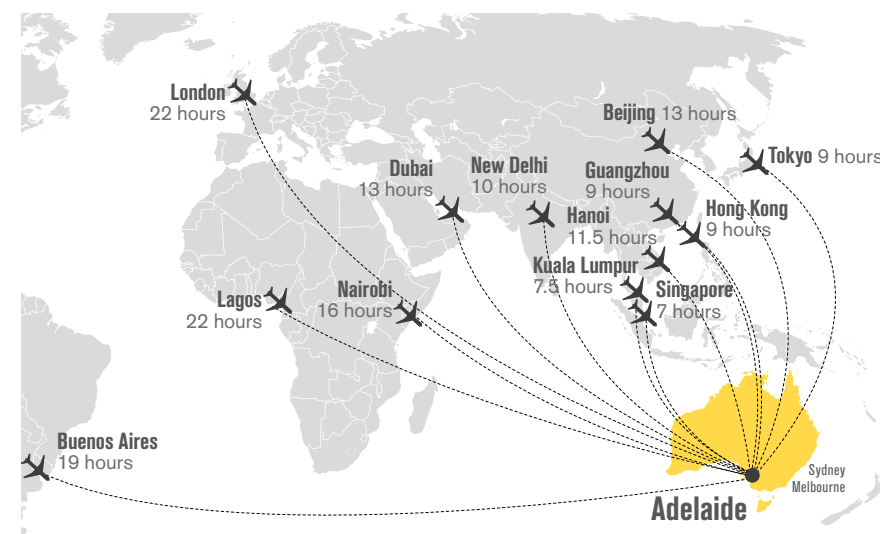 London
22 hours
Beijing 13 hours
Tokyo 9 hours
Dubai
13 hours
New Delhi
10 hours
Guangzhou
9 hours
Hong Kong
9 hours
Hanoi
11.5 hours
Kuala Lumpur
7.5 hours
Singapore
7 hours
Lagos
22 hours
Nairobi
16 hours
Buenos Aires
19 hours
Sydney
Melbourne
Adelaide